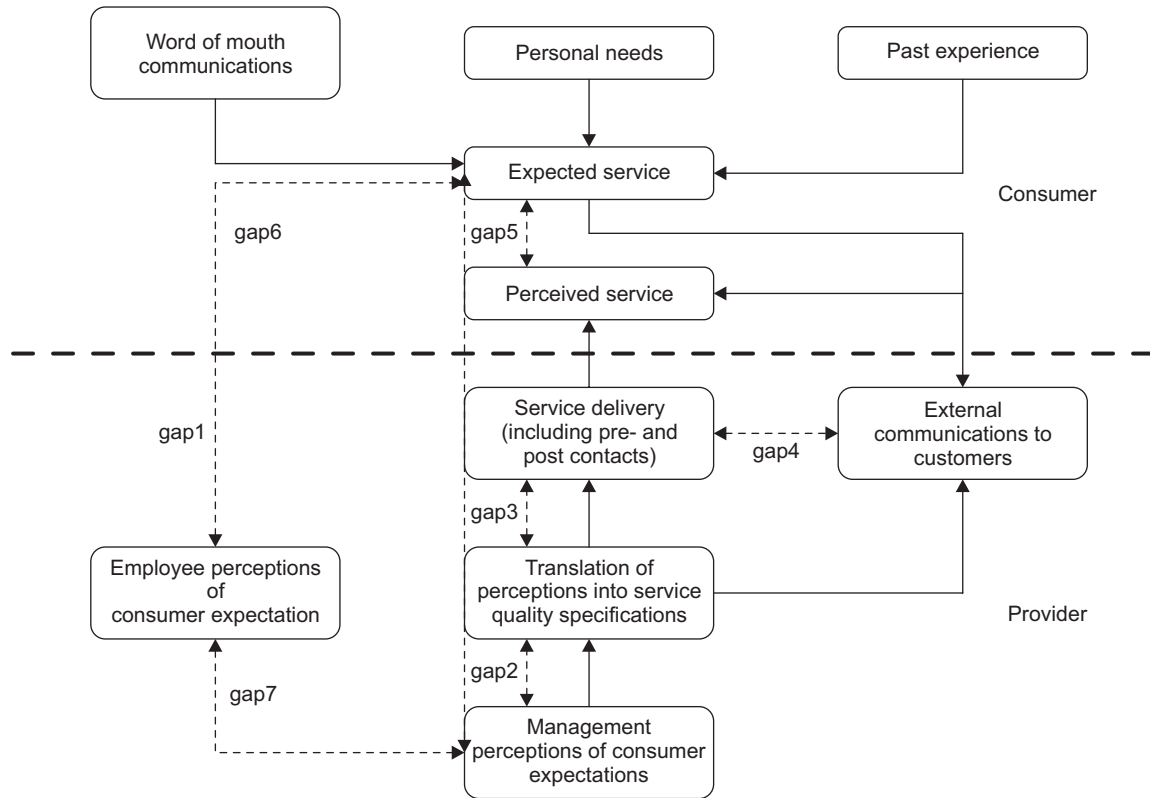 Word of mouth
communications
Personal needs
Past experience
Expected service
Consumer
gap6
gap5
Perceived service
Service delivery
(including pre- and
post contacts)
External
communications to
customers
gap1
gap4
gap3
Employee perceptions
of
consumer expectation
Translation of
perceptions into service
quality specifications
Provider
gap2
gap7
Management
perceptions of consumer
expectations